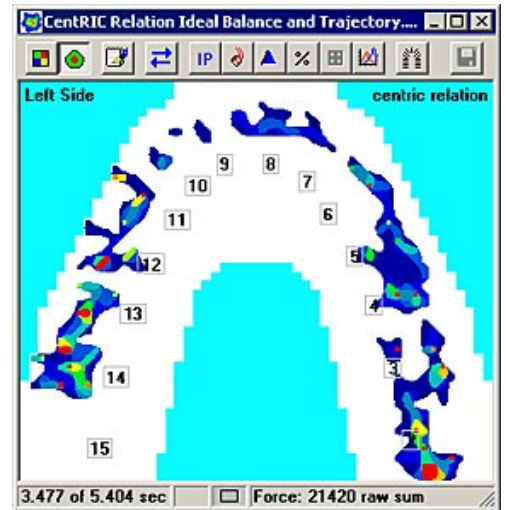 CentRIC Relation Ideal Balance and Trajectory....
IP %
Left Side centric relation
9 8
10 7
11 6
12 5
13 4
14 3
15
3.477 of 5.404 sec Force: 21420 raw sum